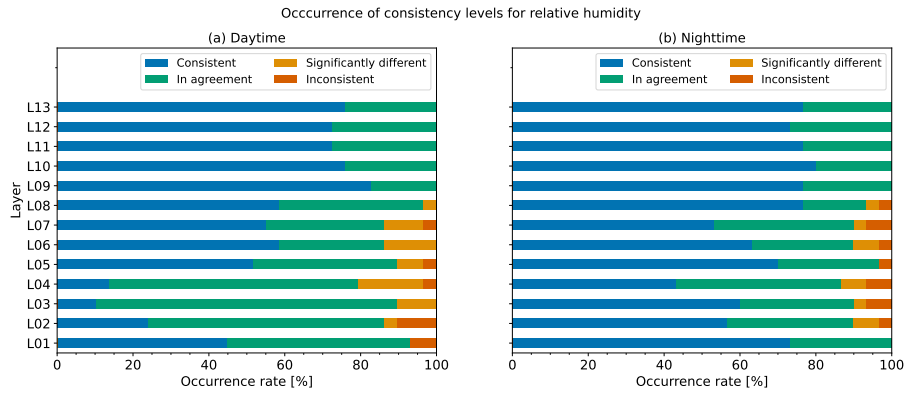 Occcurrence of consistency levels for relative humidity
(a) Daytime
Consistent
In agreement
Significantly different
Inconsistent
L13
L12
L11
L10
L09
L08
L07
L06
L05
L04
L03
L02
L01
Layer
0 20 40 60 80 100
Occurrence rate [%]
(b) Nighttime
Consistent
In agreement
Significantly different
Inconsistent
0 20 40 60 80 100
Occurrence rate [%]